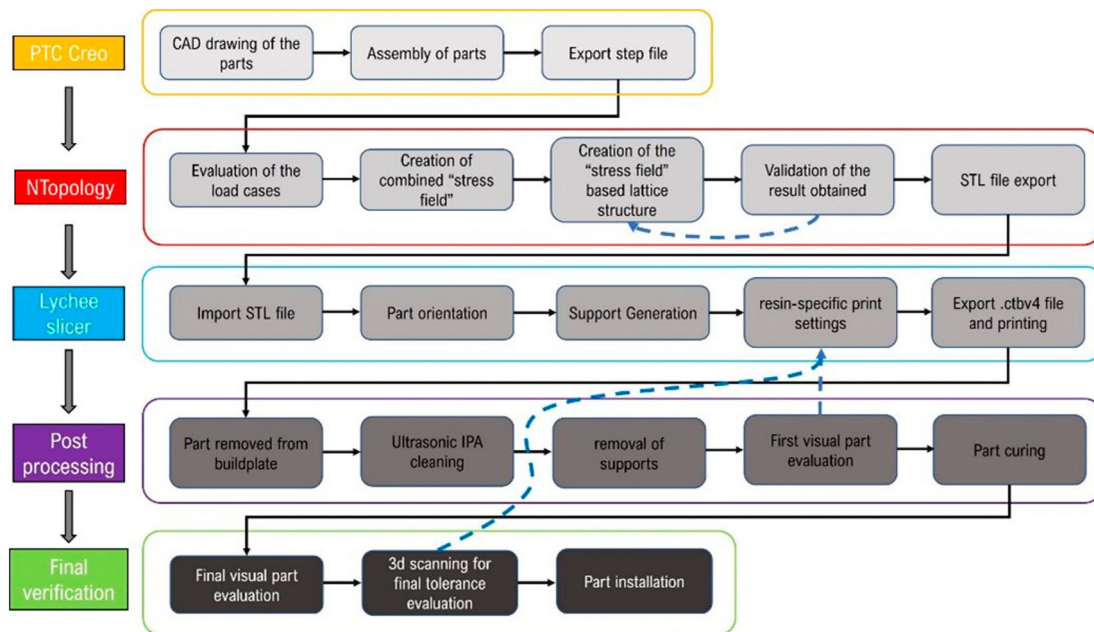 PTC Creo
CAD drawing of the
parts
Assembly of parts
Export step file
NTopology
Evaluation of the
load cases
Creation of
combined “stress
field”
Creation of the
“stress field”
based lattice
structure
Validation of the
result obtained
STL file export
Lychee
slicer
Import STL file
Part orientation
Support Generation
resin-specific print
settings
Export .ctbv4 file
and printing
Post
processing
Part removed from
buildplate
Ultrasonic IPA
cleaning
removal of
supports
First visual part
evaluation
Part curing
Final
verification
Final visual part
evaluation
3d scanning for
final tolerance
evaluation
Part installation